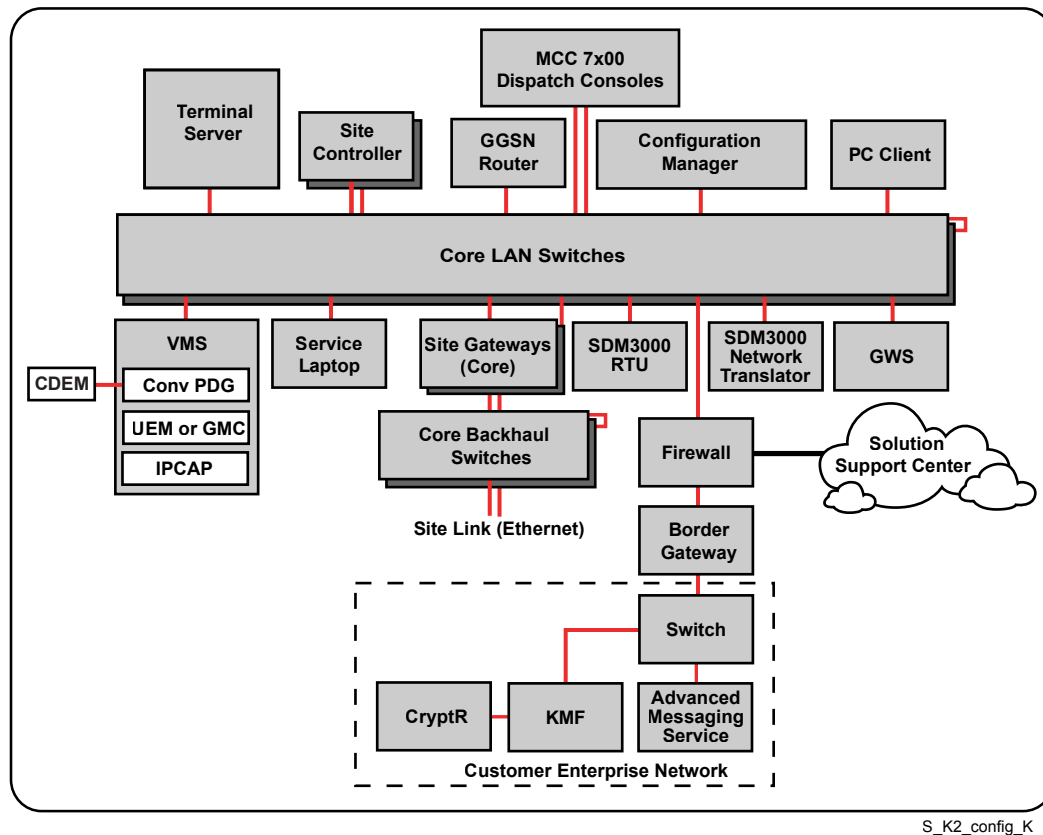 MCC 7x00
Dispatch Consoles
Terminal
Server
Site
Controller
GGSN
Router
Configuration
Manager
PC Client
Core LAN Switches
VMS
Conv PDG
UEM or GMC
IPCAP
CDEM
Service
Laptop
Site Gateways
(Core)
SDM3000
RTU
SDM3000
Network
Translator
GWS
Core Backhaul
Switches
Firewall
Solution
Support Center
Site Link (Ethernet)
Border
Gateway
Switch
CryptR
KMF
Advanced
Messaging
Service
Customer Enterprise Network
S_K2_config_K